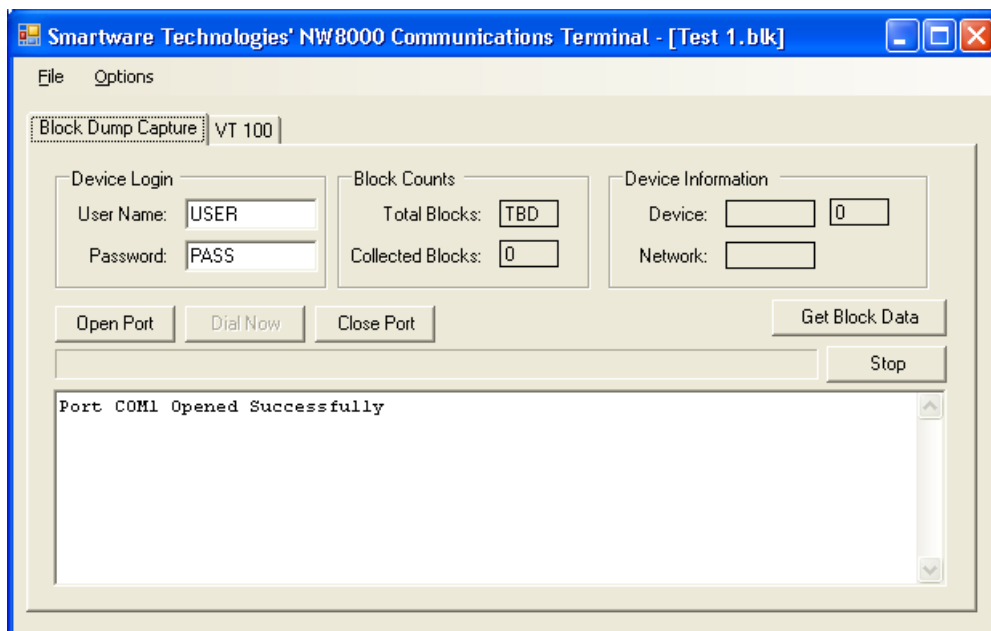 Smartware Technologies' NW8000 Communications Terminal - [Test 1.blk]
File Options
Block Dump Capture VT 100
Device Login Block Counts Device Information
User Name: USER Total Blocks: TBD Device: 0
Password: PASS Collected Blocks: 0 Network:
Open Port Dial Now Close Port Get Block Data
Stop
Port COM1 Opened Successfully